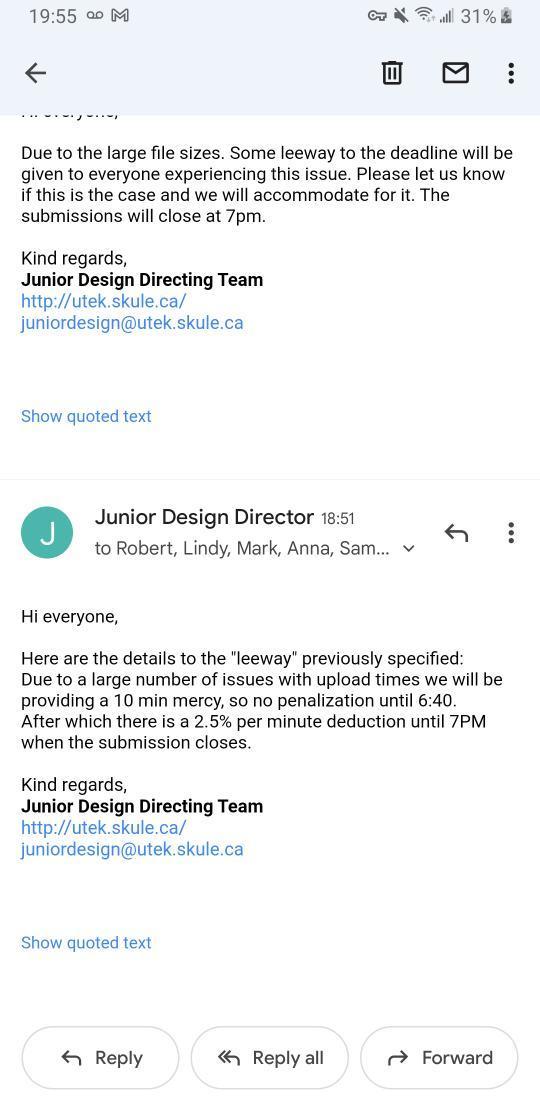 19:55
31%
Hi everyone,
Due to the large file sizes. Some leeway to the deadline will be
given to everyone experiencing this issue. Please let us know
if this is the case and we will accommodate for it. The
submissions will close at 7pm.
Kind regards,
Junior Design Directing Team
http://utek.skule.ca/
juniordesign@utek.skule.ca
Show quoted text
J
Junior Design Director 18:51
to Robert, Lindy, Mark, Anna, Sam...
Hi everyone,
Here are the details to the "leeway" previously specified:
Due to a large number of issues with upload times we will be
providing a 10 min mercy, so no penalization until 6:40.
After which there is a 2.5% per minute deduction until 7PM
when the submission closes.
Kind regards,
Junior Design Directing Team
http://utek.skule.ca/
juniordesign@utek.skule.ca
Show quoted text
Reply
Reply all
Forward